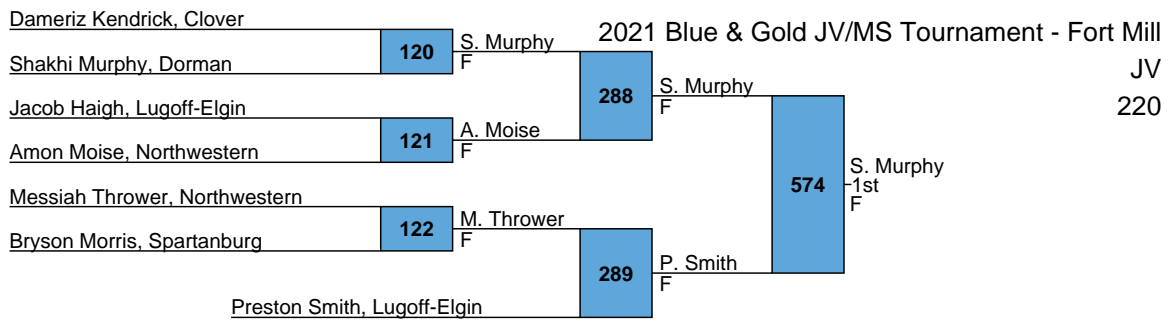 2021 Blue & Gold JV/MS Tournament - Fort Mill
JV
220
Dameriz Kendrick, Clover
120
S. Murphy
F
Shakhi Murphy, Dorman
288
S. Murphy
F
Jacob Haigh, Lugoff-Elgin
121
A. Moise
F
Amon Moise, Northwestern
574
S. Murphy
1st
F
Messiah Thrower, Northwestern
122
M. Thrower
F
Bryson Morris, Spartanburg
289
P. Smith
F
Preston Smith, Lugoff-Elgin